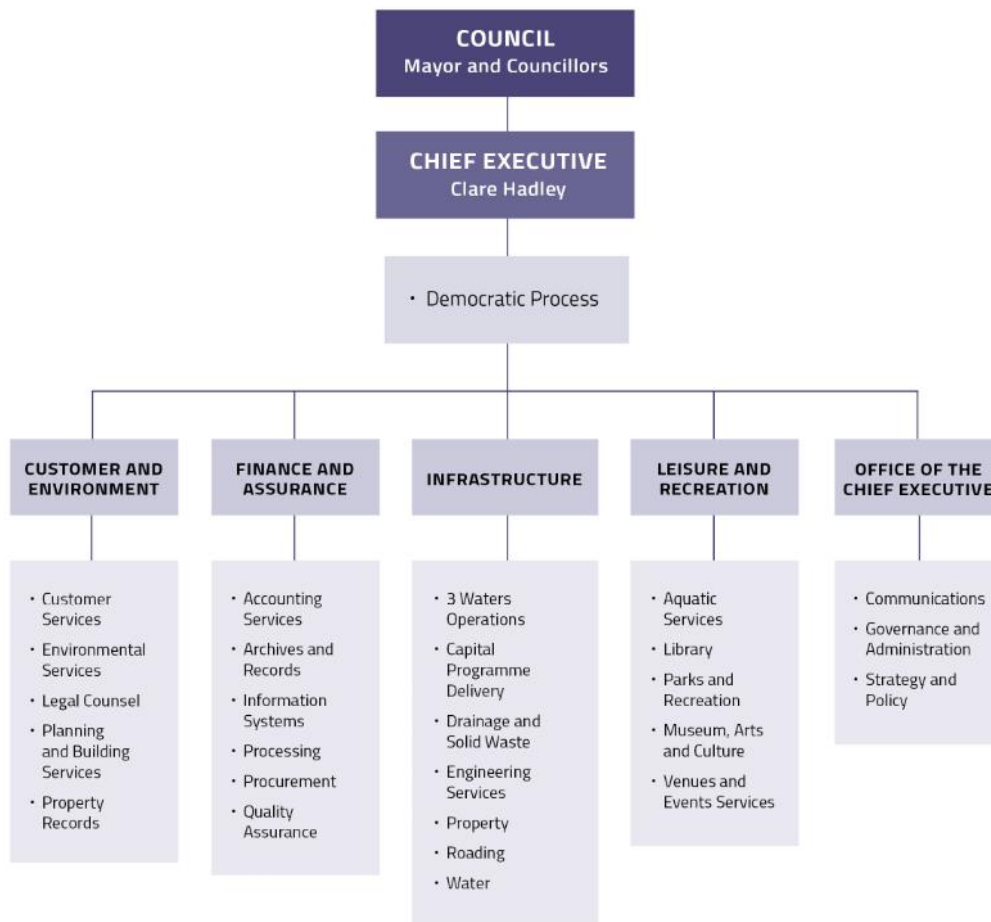 COUNCIL
Mayor and Councillors
CHIEF EXECUTIVE
Clare Hadley
• Democratic Process
CUSTOMER AND
ENVIRONMENT
• Customer
Services
• Environmental
Services
• Legal Counsel
• Planning
and Building
Services
• Property
Records
FINANCE AND
ASSURANCE
• Accounting
Services
• Archives and
Records
• Information
Systems
• Processing
• Procurement
• Quality
Assurance
INFRASTRUCTURE
• 3 Waters
Operations
• Capital
Programme
Delivery
• Drainage and
Solid Waste
• Engineering
Services
• Property
• Roading
• Water
LEISURE AND
RECREATION
• Aquatic
Services
• Library
• Parks and
Recreation
• Museum, Arts
and Culture
• Venues and
Events Services
OFFICE OF THE
CHIEF EXECUTIVE
• Communications
• Governance and
Administration
• Strategy and
Policy